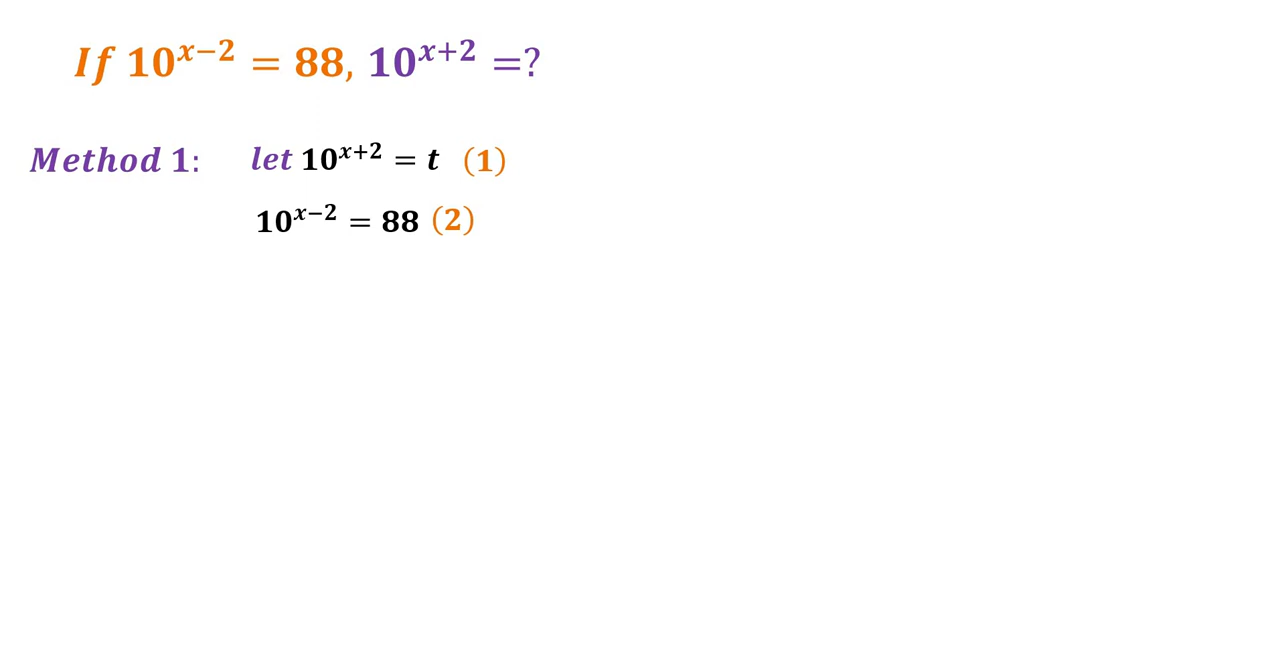 If 10^{x-2} = 88, 10^{x+2} =?
Method 1: let 10^{x+2} = t (1)
10^{x-2} = 88 (2)